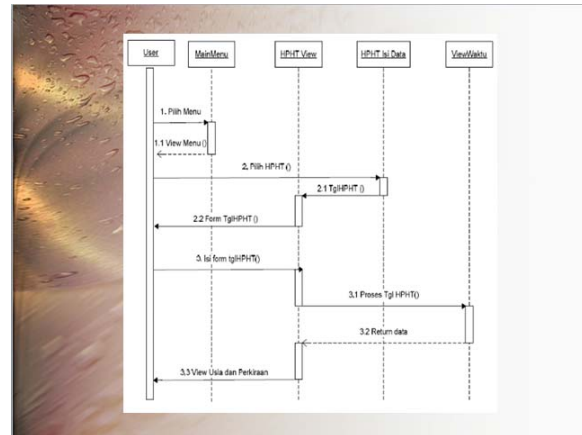 User MainMenu HPHT View HPHT Isi Data ViewWaktu
1. Pilih Menu
1.1 View Menu ()
2. Pilih HPHT ()
2.1 TglHPHT ()
2.2 Form TglHPHT ()
3. Isi form tglHPHT()
3.1 Proses Tgl HPHT()
3.2 Return data
3.3 View Usia dan Perkiraan